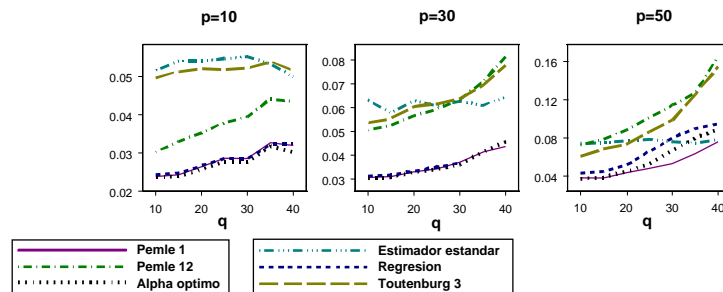 p=10 p=30 p=50
0.05
0.04
0.03
0.02
0.08
0.07
0.06
0.05
0.04
0.03
0.16
0.12
0.08
0.04
10 20 30 40 10 20 30 40 10 20 30 40
q q q
Pemle 1
Pemle 12
Alpha optimo
Estimador estandar
Regresion
Toutenburg 3